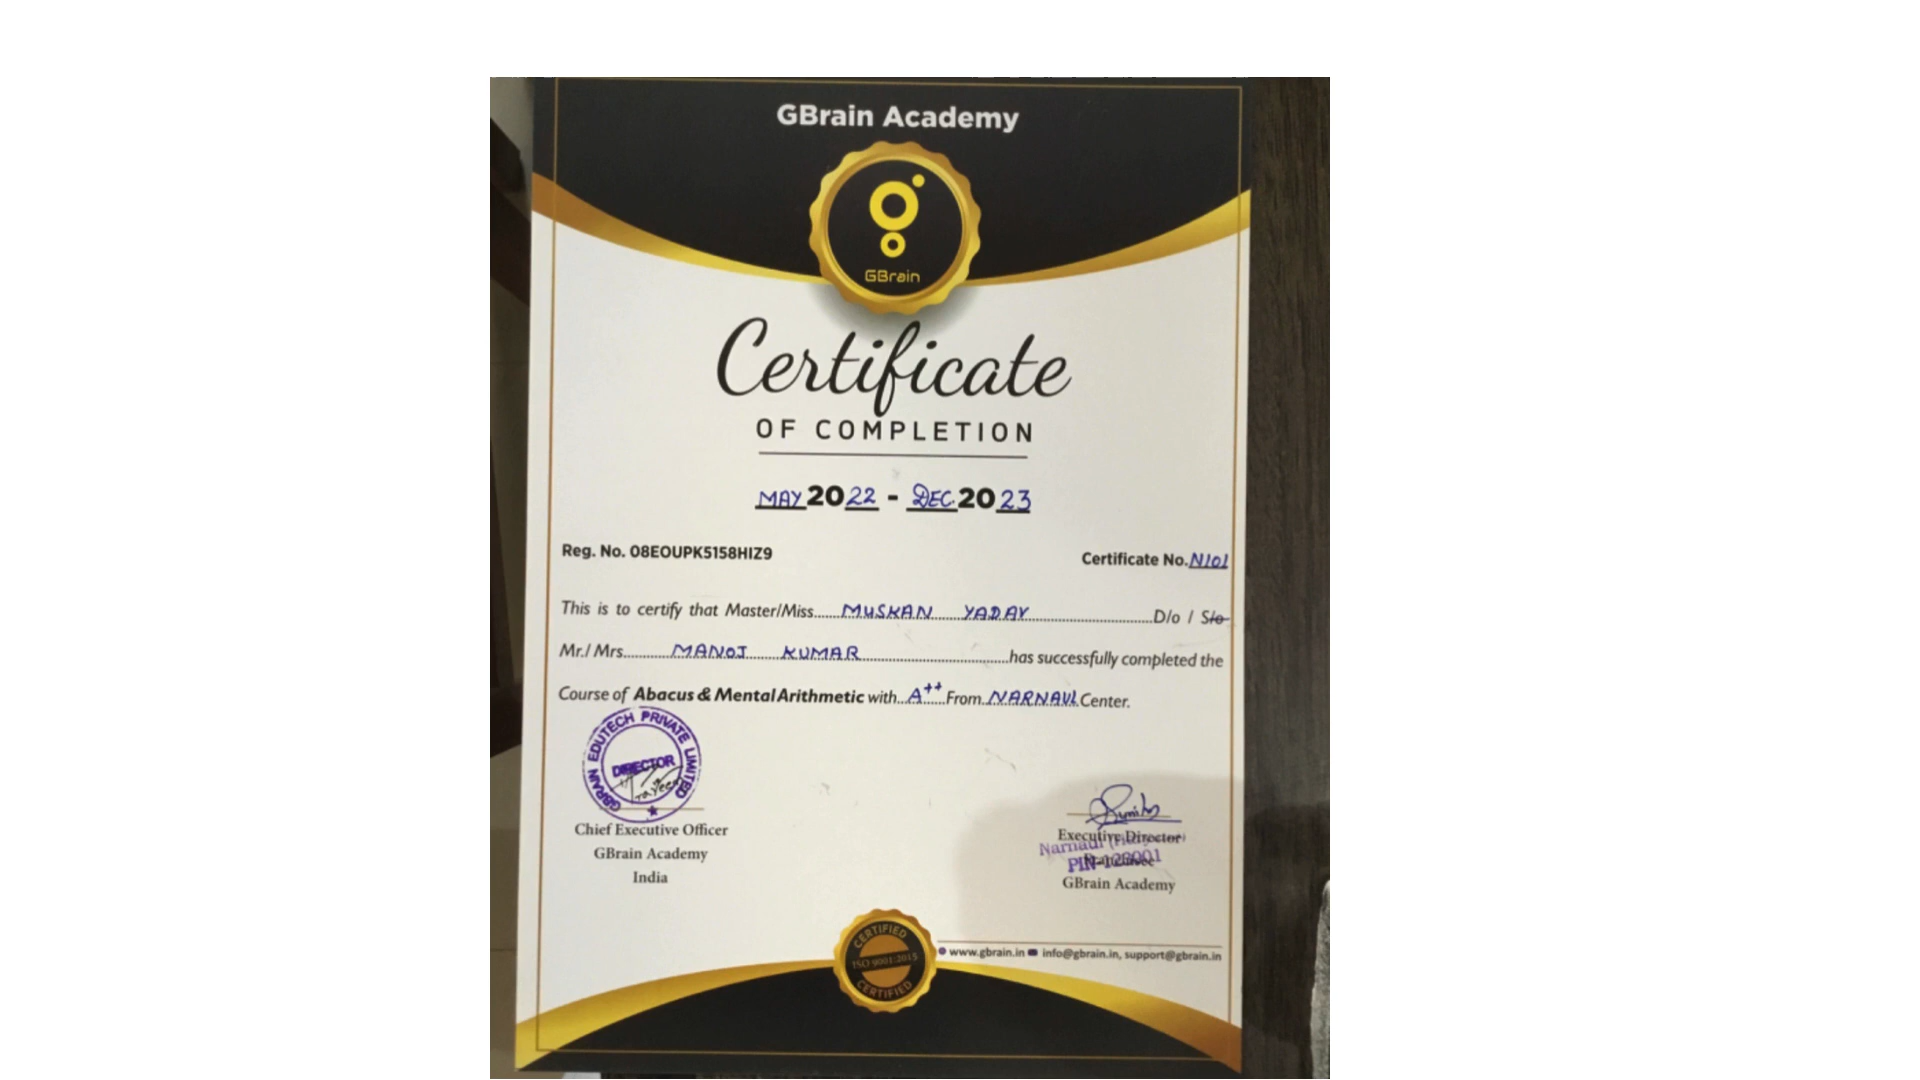 GBrain Academy
GBrain
Certificate
OF COMPLETION
MAY 2022 - DEC. 2023
Reg. No. 08EOUPK5158HIZ9 Certificate No. N101
This is to certify that Master/Miss......MUSKAN YADAV......D/o / S/o
Mr./ Mrs......MANOJ KUMAR......has successfully completed the
Course of Abacus & Mental Arithmetic with...A++...From..NARNAUL Center.
GBRAIN EDUTECH PRIVATE LIMITED
DIRECTOR
Chief Executive Officer
GBrain Academy
India
Executive Director
Narnaul
PIN-123001
GBrain Academy
CERTIFIED
ISO 9001:2015
CERTIFIED
www.gbrain.in info@gbrain.in, support@gbrain.in